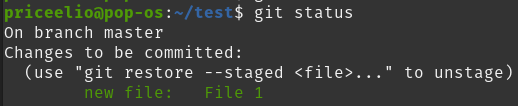 priceelio@pop-os:~/test$ git status
On branch master
Changes to be committed:
  (use "git restore --staged <file>..." to unstage)
        new file:   File 1